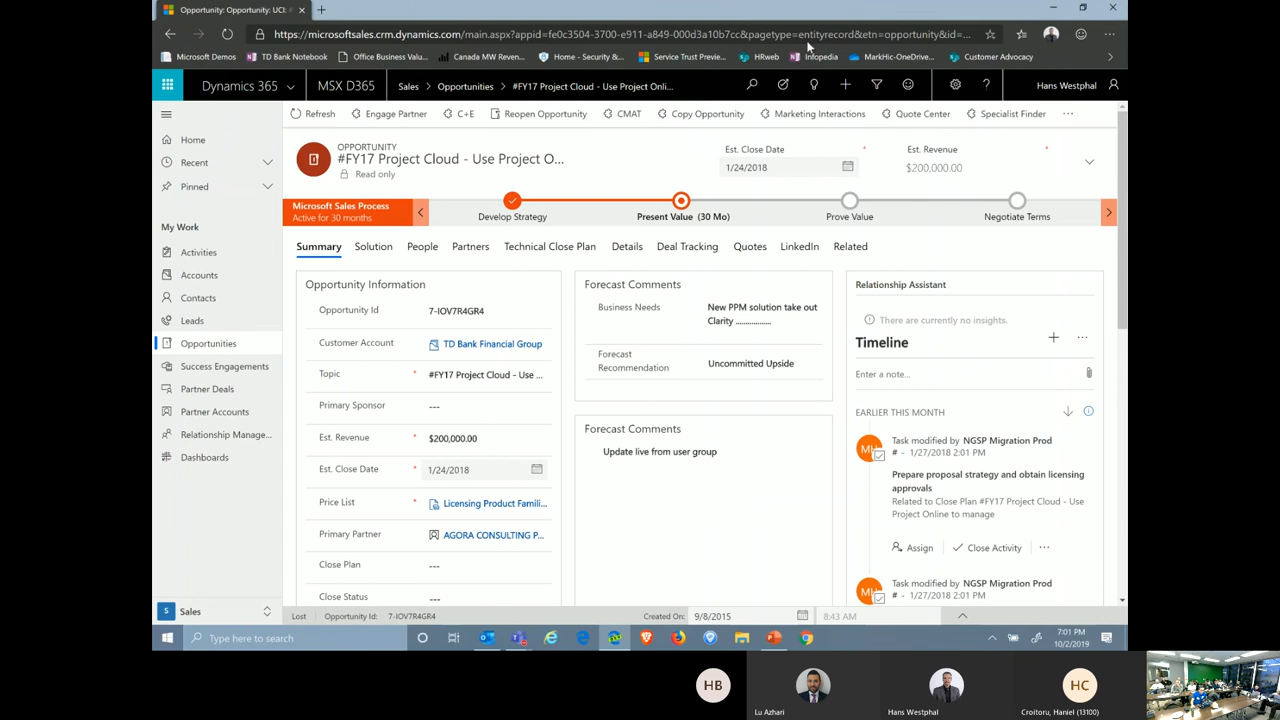 Opportunity: Opportunity: UCI:
https://microsoftsales.crm.dynamics.com/main.aspx?appid=fe0c3504-3700-e911-a849-000d3a10b7cc&pagetype=entityrecord&etn=opportunity&id=...
Microsoft Demos
TD Bank Notebook
Office Business Valu...
Canada MW Reven...
Home - Security &...
Service Trust Previe...
HRweb
Infopedia
MarkHic-OneDrive...
Customer Advocacy
Dynamics 365
MSX D365
Sales > Opportunities > #FY17 Project Cloud - Use Project Onli...
Hans Westphal
Refresh
Engage Partner
C+E
Reopen Opportunity
CMAT
Copy Opportunity
Marketing Interactions
Quote Center
Specialist Finder
Home
Recent
Pinned
My Work
Activities
Accounts
Contacts
Leads
Opportunities
Success Engagements
Partner Deals
Partner Accounts
Relationship Manage...
Dashboards
S Sales
OPPORTUNITY
#FY17 Project Cloud - Use Project O...
Read only
Est. Close Date *
1/24/2018
Est. Revenue *
$200,000.00
Microsoft Sales Process
Active for 30 months
Develop Strategy
Present Value (30 Mo)
Prove Value
Negotiate Terms
Summary
Solution
People
Partners
Technical Close Plan
Details
Deal Tracking
Quotes
LinkedIn
Related
Opportunity Information
Opportunity Id 7-IOV7R4GR4
Customer Account TD Bank Financial Group
Topic * #FY17 Project Cloud - Use ...
Primary Sponsor ---
Est. Revenue * $200,000.00
Est. Close Date * 1/24/2018
Price List * Licensing Product Famili...
Primary Partner AGORA CONSULTING P...
Close Plan ---
Close Status ---
Forecast Comments
Business Needs
New PPM solution take out
Clarity ..................
Forecast
Recommendation
Uncommitted Upside
Forecast Comments
Update live from user group
Relationship Assistant
There are currently no insights.
Timeline
Enter a note...
EARLIER THIS MONTH
Task modified by NGSP Migration Prod
# - 1/27/2018 2:01 PM
Prepare proposal strategy and obtain licensing
approvals
Related to Close Plan #FY17 Project Cloud - Use
Project Online to manage
Assign
Close Activity
Task modified by NGSP Migration Prod
# - 1/27/2018 2:01 PM
Lost
Opportunity Id: 7-IOV7R4GR4
Created On: 9/8/2015
8:43 AM
Type here to search
7:01 PM
10/2/2019
HB
Lu Azhari
Hans Westphal
HC
Croitoru, Haniel (13100)